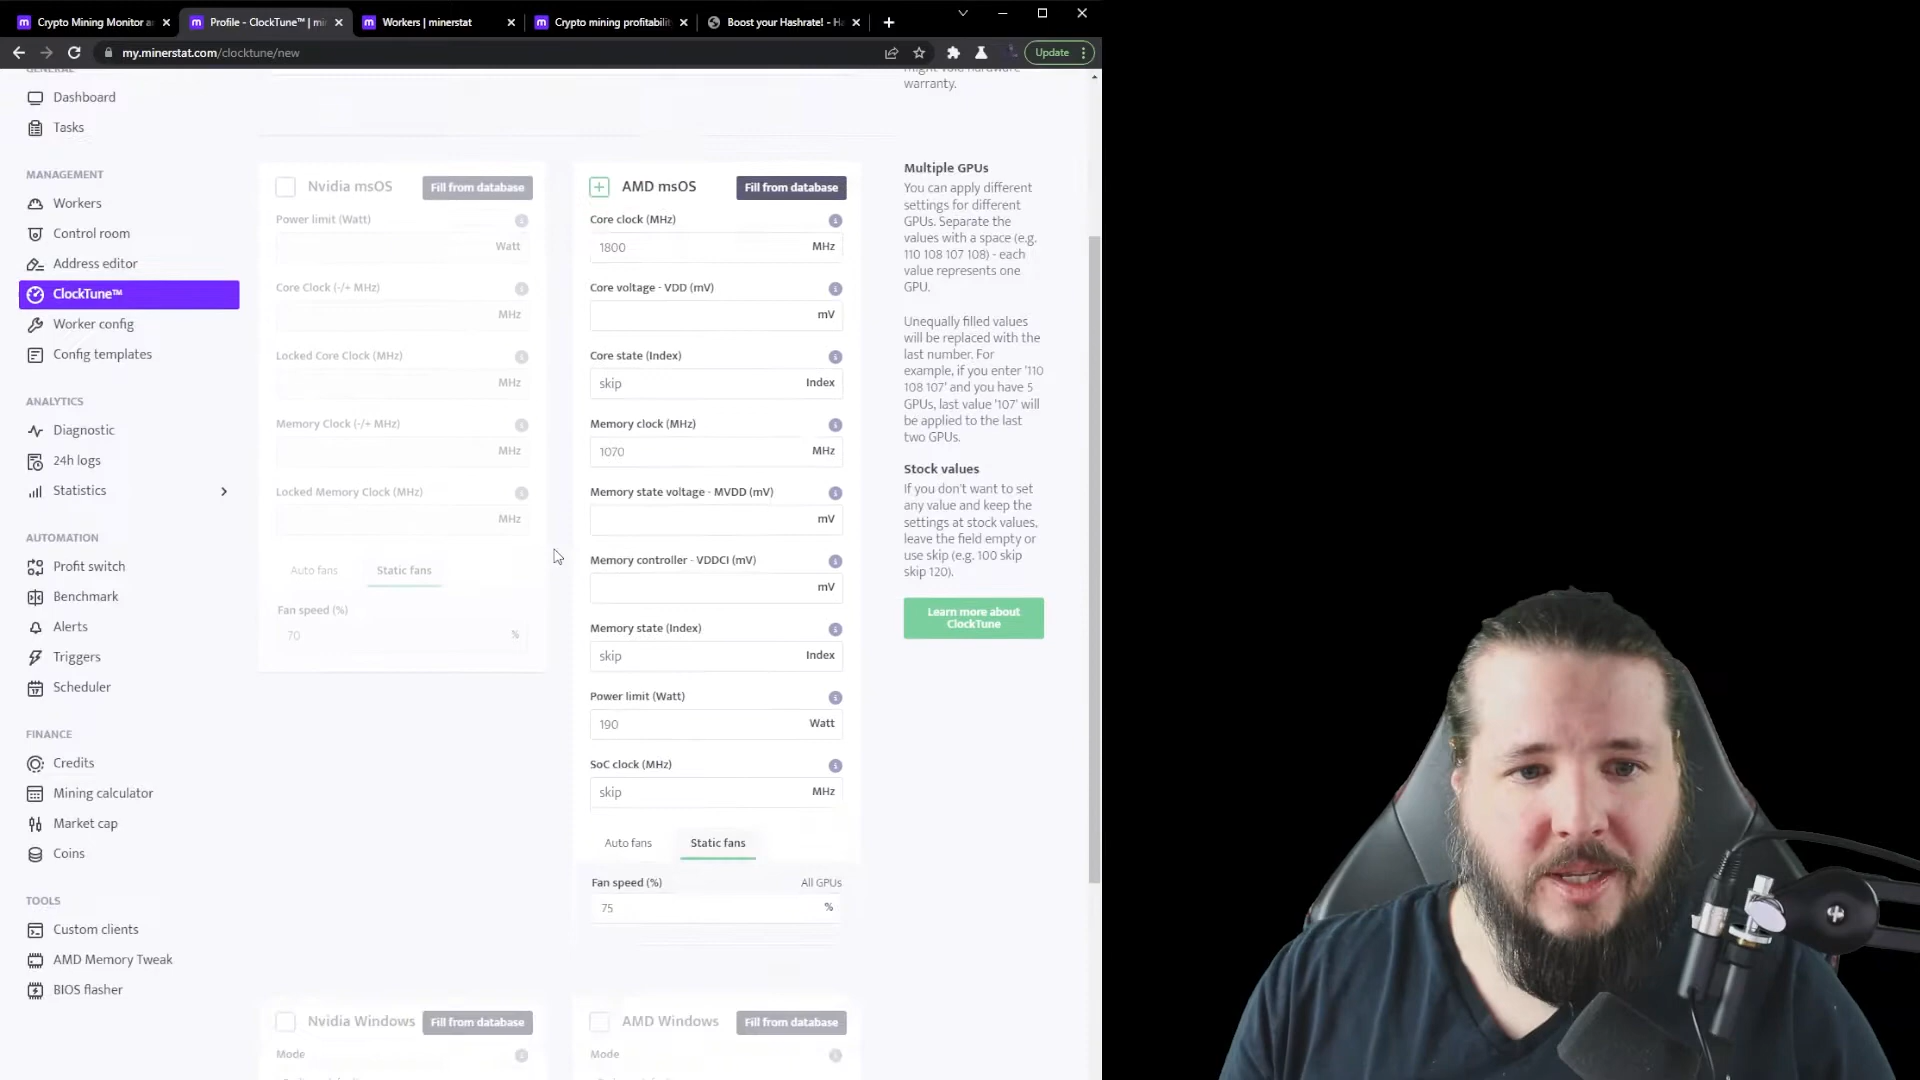 Crypto Mining Monitor a
Profile - ClockTune™ | mi
Workers | minerstat
Crypto mining profitabili
Boost your Hashrate! - Ha
my.minerstat.com/clocktune/new
Update
GENERAL
Dashboard
Tasks
MANAGEMENT
Workers
Control room
Address editor
ClockTune™
Worker config
Config templates
ANALYTICS
Diagnostic
24h logs
Statistics
AUTOMATION
Profit switch
Benchmark
Alerts
Triggers
Scheduler
FINANCE
Credits
Mining calculator
Market cap
Coins
TOOLS
Custom clients
AMD Memory Tweak
BIOS flasher
Nvidia msOS
Fill from database
Power limit (Watt)
Watt
Core Clock (-/+ MHz)
MHz
Locked Core Clock (MHz)
MHz
Memory Clock (-/+ MHz)
MHz
Locked Memory Clock (MHz)
MHz
Auto fans
Static fans
Fan speed (%)
70 %
AMD msOS
Fill from database
Core clock (MHz)
1800 MHz
Core voltage - VDD (mV)
mV
Core state (Index)
skip Index
Memory clock (MHz)
1070 MHz
Memory state voltage - MVDD (mV)
mV
Memory controller - VDDCI (mV)
mV
Memory state (Index)
skip Index
Power limit (Watt)
190 Watt
SoC clock (MHz)
skip MHz
Auto fans
Static fans
Fan speed (%) All GPUs
75 %
Nvidia Windows
Fill from database
Mode
AMD Windows
Fill from database
Mode
might void hardware
warranty.
Multiple GPUs
You can apply different
settings for different
GPUs. Separate the
values with a space (e.g.
110 108 107 108) - each
value represents one
GPU.
Unequally filled values
will be replaced with the
last number. For
example, if you enter '110
108 107' and you have 5
GPUs, last value '107' will
be applied to the last
two GPUs.
Stock values
If you don't want to set
any value and keep the
settings at stock values,
leave the field empty or
use skip (e.g. 100 skip
skip 120).
Learn more about
ClockTune